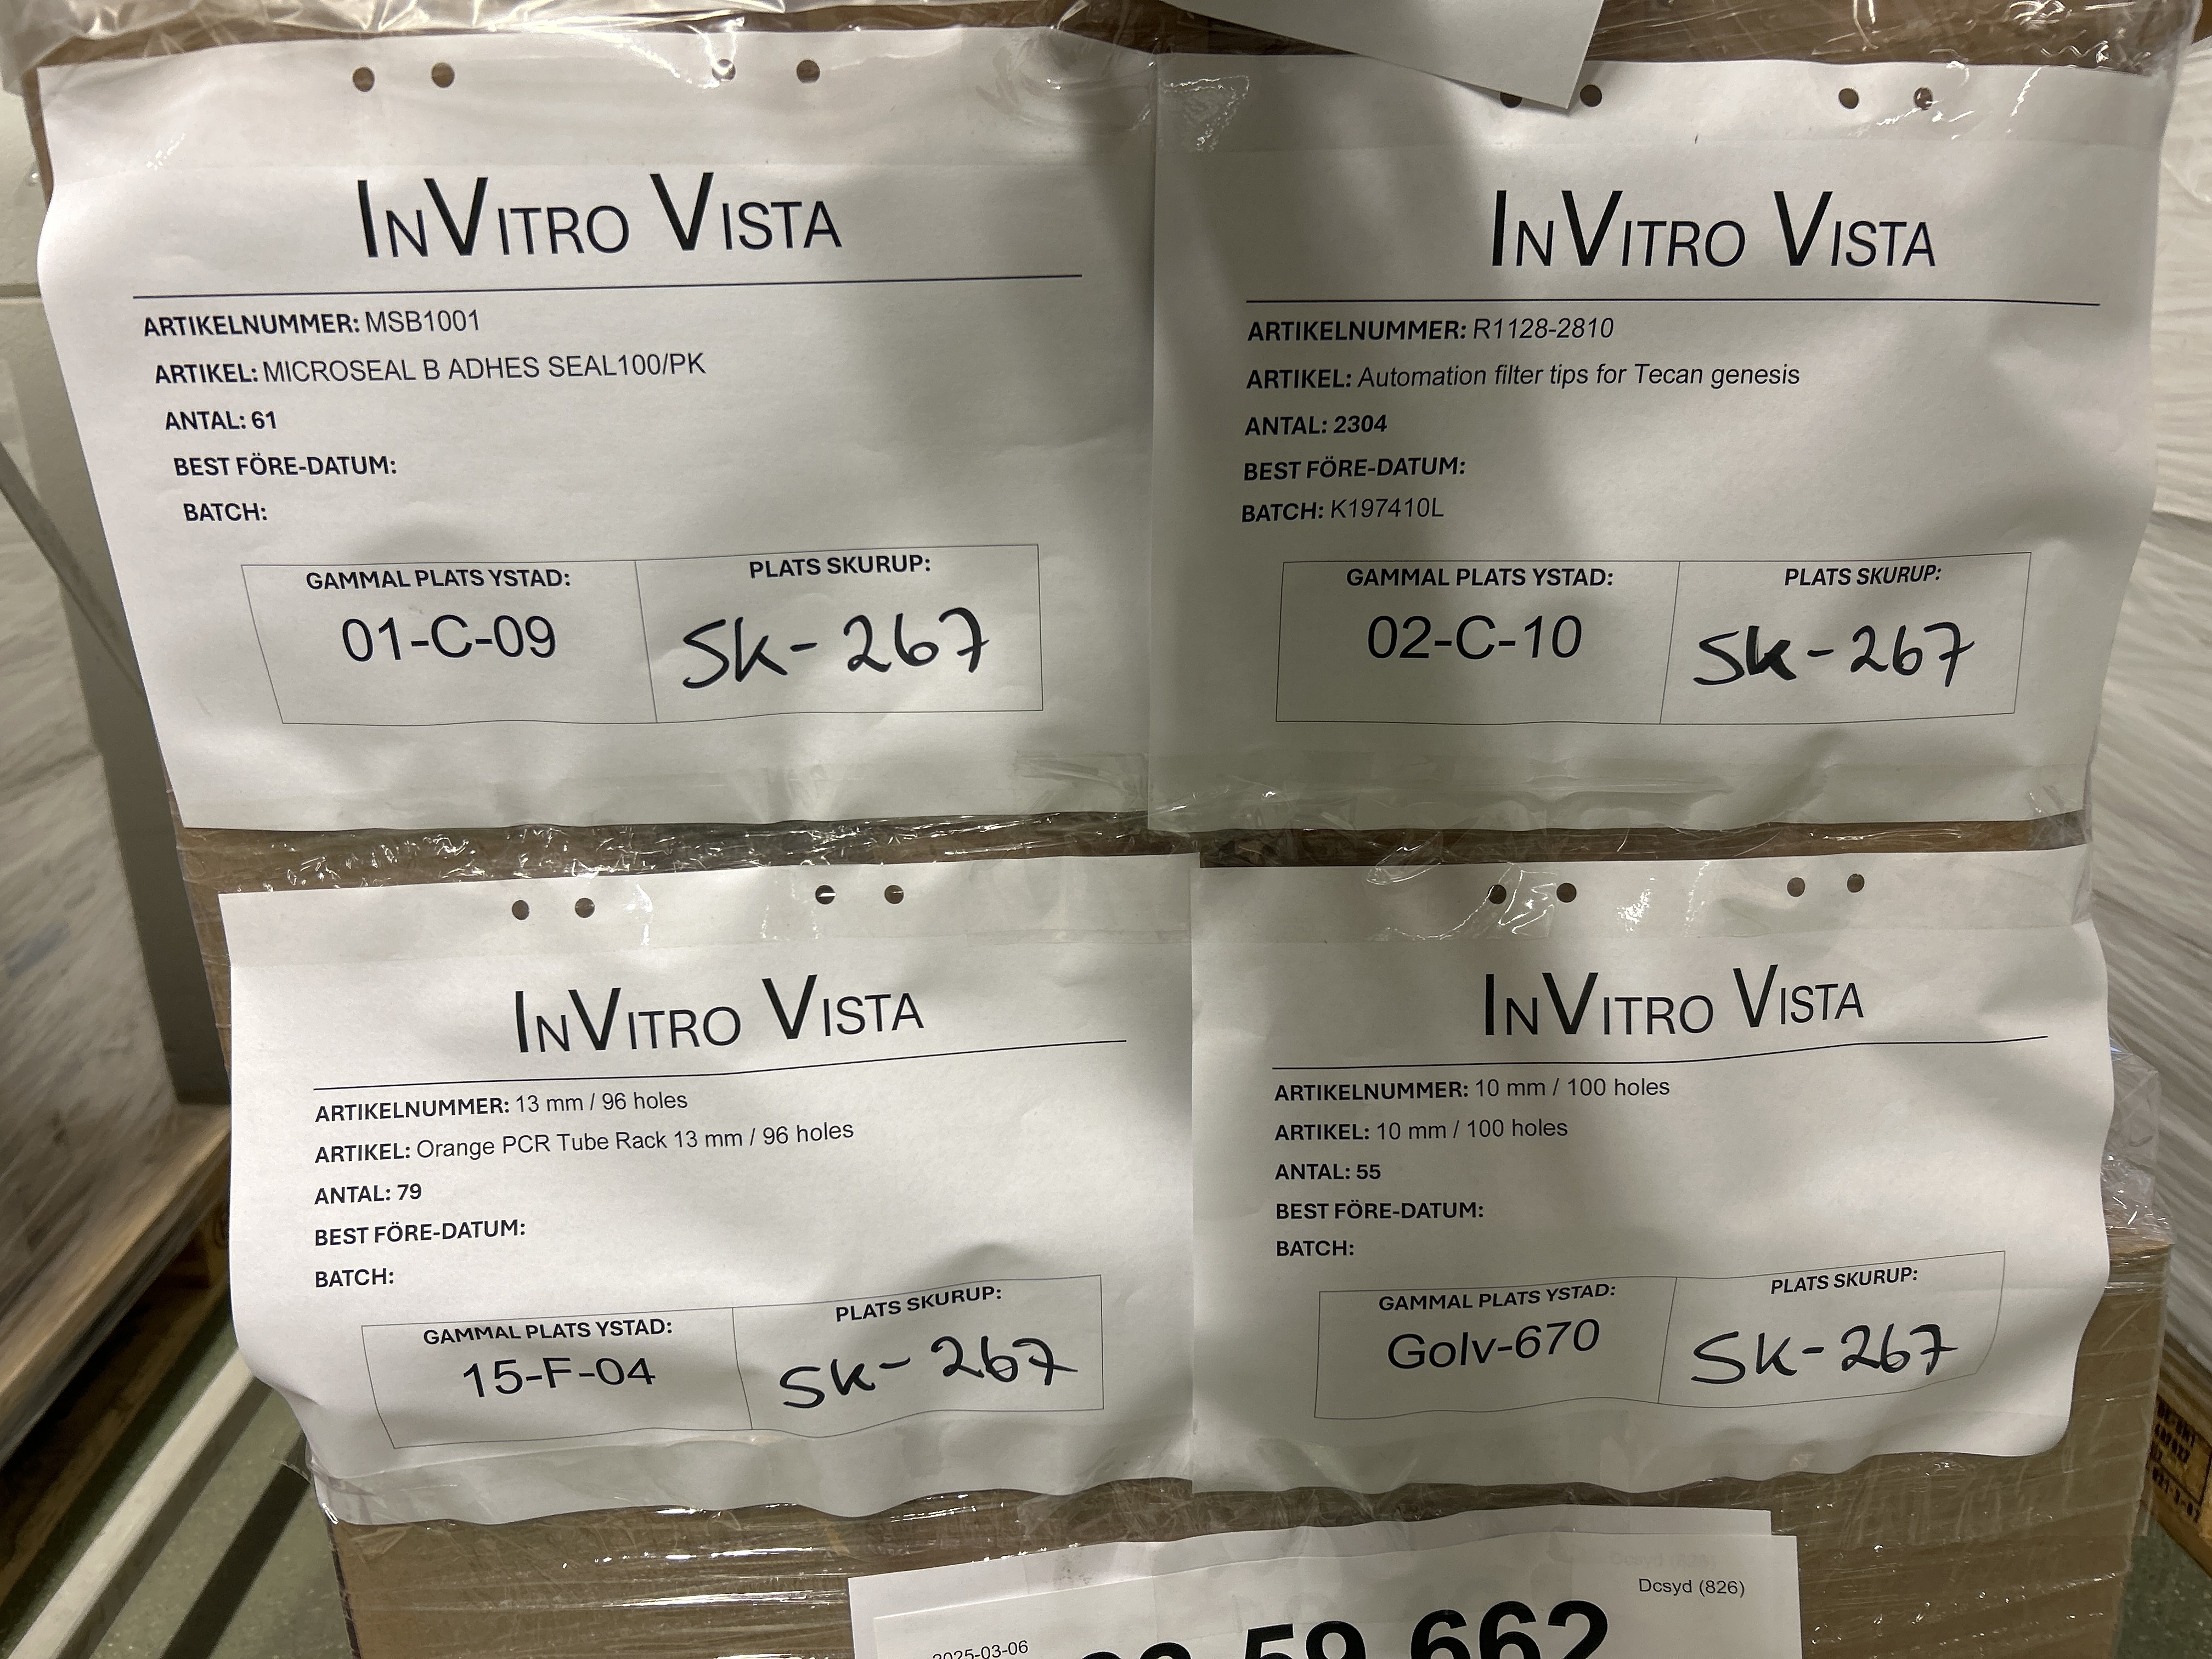 INVITRO VISTA
ARTIKELNUMMER: MSB1001
ARTIKEL: MICROSEAL B ADHES SEAL100/PK
ANTAL: 61
BEST FÖRE-DATUM:
BATCH:
GAMMAL PLATS YSTAD:
01-C-09
PLATS SKURUP:
SK-267
INVITRO VISTA
ARTIKELNUMMER: R1128-2810
ARTIKEL: Automation filter tips for Tecan genesis
ANTAL: 2304
BEST FÖRE-DATUM:
BATCH: K197410L
GAMMAL PLATS YSTAD:
02-C-10
PLATS SKURUP:
SK-267
INVITRO VISTA
ARTIKELNUMMER: 13 mm / 96 holes
ARTIKEL: Orange PCR Tube Rack 13 mm / 96 holes
ANTAL: 79
BEST FÖRE-DATUM:
BATCH:
GAMMAL PLATS YSTAD:
15-F-04
PLATS SKURUP:
SK-267
INVITRO VISTA
ARTIKELNUMMER: 10 mm / 100 holes
ARTIKEL: 10 mm / 100 holes
ANTAL: 55
BEST FÖRE-DATUM:
BATCH:
GAMMAL PLATS YSTAD:
Golv-670
PLATS SKURUP:
SK-267
Dcsyd (826)
2025-03-06
59 662